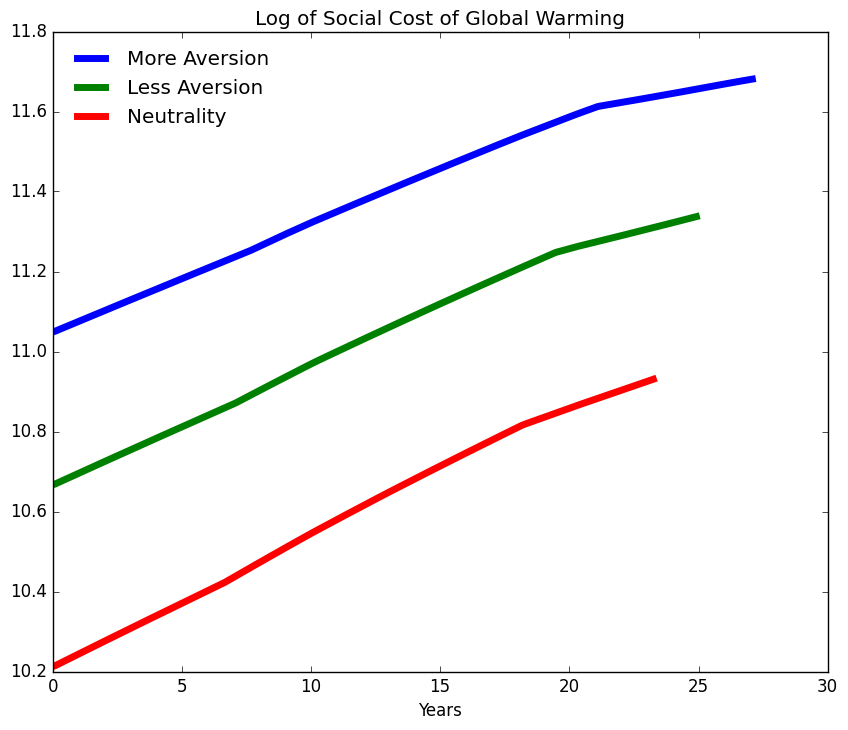 Log of Social Cost of Global Warming
11.8
11.6
11.4
11.2
11.0
10.8
10.6
10.4
10.2
More Aversion
Less Aversion
Neutrality
0 5 10 15 20 25 30
Years